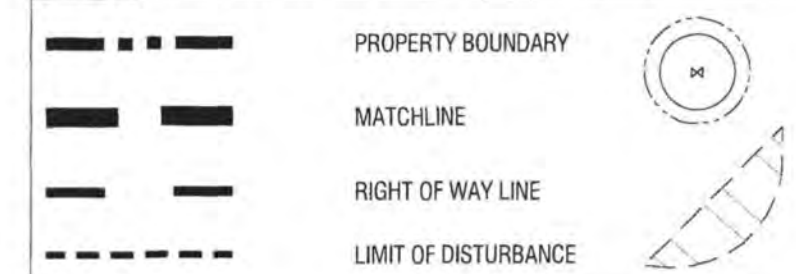 PROPERTY BOUNDARY
MATCHLINE
RIGHT OF WAY LINE
LIMIT OF DISTURBANCE